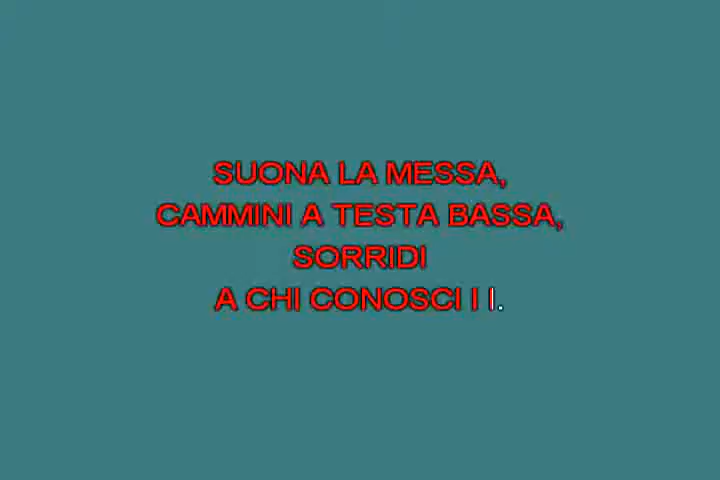 SUONA LA MESSA,
CAMMINI A TESTA BASSA,
SORRIDI
A CHI CONOSCI I I.